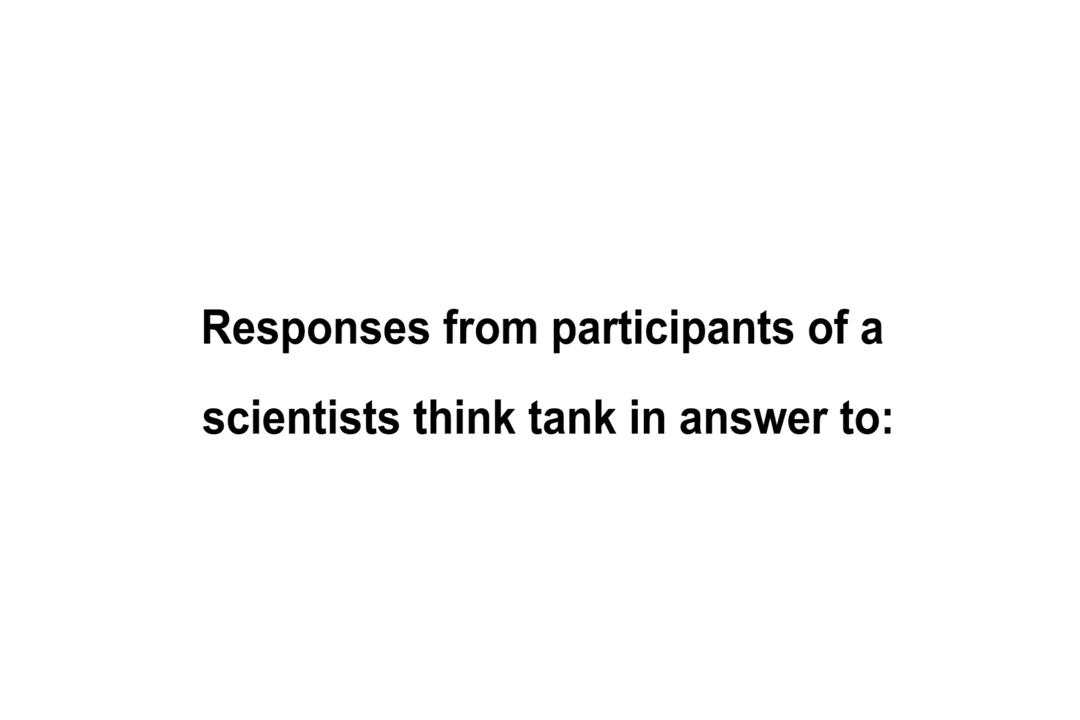 Responses from participants of a
scientists think tank in answer to: